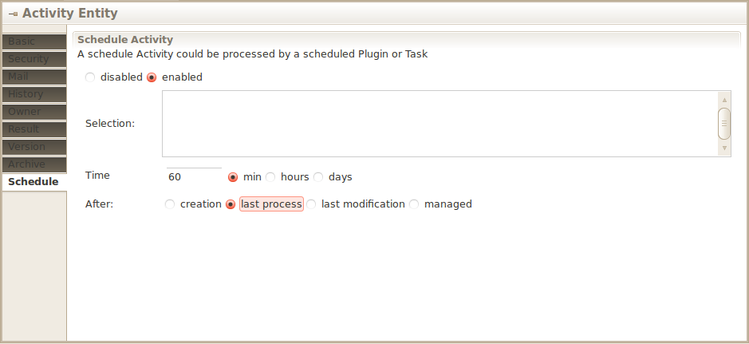 Activity Entity
Basic
Security
Mail
History
Owner
Result
Version
Archive
Schedule
Schedule Activity
A schedule Activity could be processed by a scheduled Plugin or Task
disabled enabled
Selection:
Time 60 min hours days
After: creation last process last modification managed